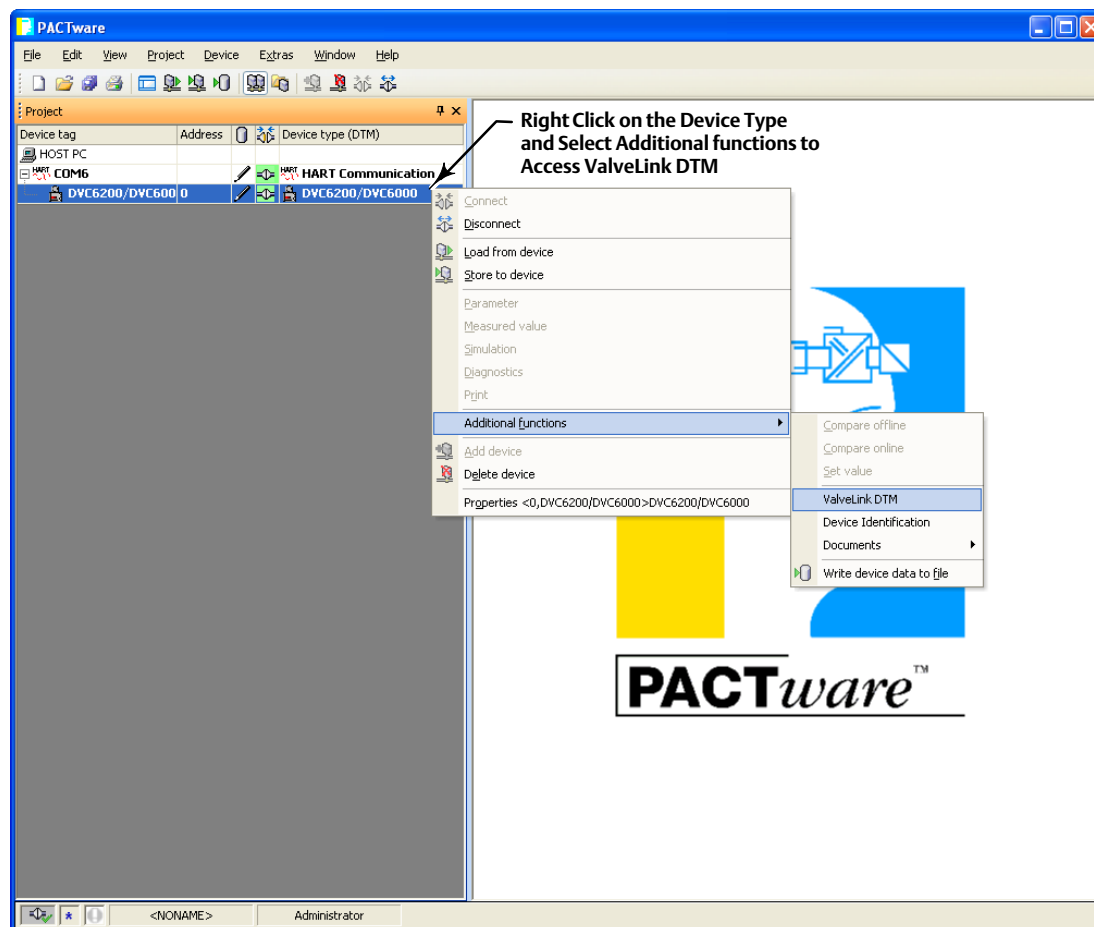 PACTware
File Edit View Project Device Extras Window Help
Project
Device tag Address Device type (DTM)
HOST PC
HART COM6 HART HART Communication
DVC6200/DVC600 0 DVC6200/DVC6000
Right Click on the Device Type
and Select Additional functions to
Access ValveLink DTM
Connect
Disconnect
Load from device
Store to device
Parameter
Measured value
Simulation
Diagnostics
Print
Additional functions
Add device
Delete device
Properties <0,DVC6200/DVC6000>DVC6200/DVC6000
Compare offline
Compare online
Set value
ValveLink DTM
Device Identification
Documents
Write device data to file
PACTware™
<NONAME> Administrator